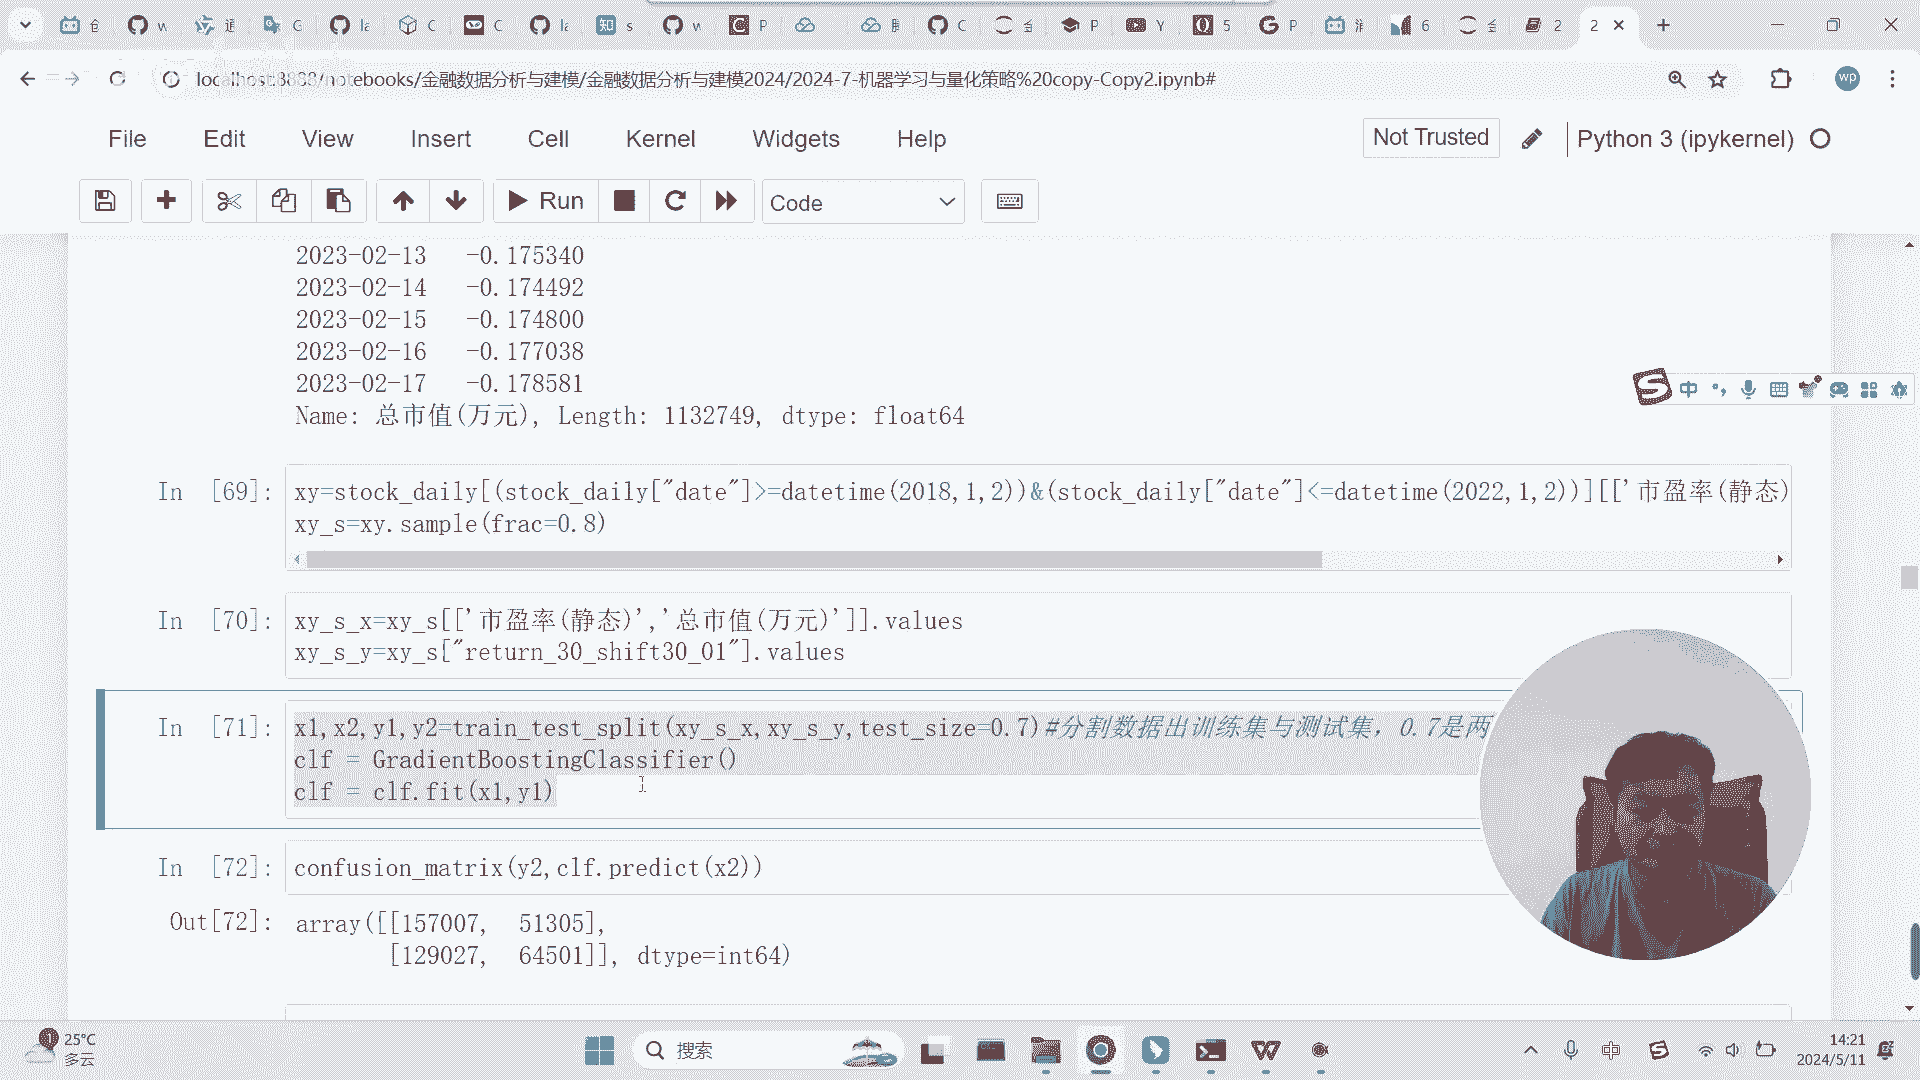 localhost:8888/notebooks/金融数据分析与建模/金融数据分析与建模2024/2024-7-机器学习与量化策略%20copy-Copy2.ipynb#
wp
File Edit View Insert Cell Kernel Widgets Help
Not Trusted
Python 3 (ipykernel)
Run
Code
2023-02-13 -0.175340
2023-02-14 -0.174492
2023-02-15 -0.174800
2023-02-16 -0.177038
2023-02-17 -0.178581
Name: 总市值(万元), Length: 1132749, dtype: float64
In [69]: xy=stock_daily[(stock_daily["date"]>=datetime(2018,1,2))&(stock_daily["date"]<=datetime(2022,1,2))][['市盈率(静态)
xy_s=xy.sample(frac=0.8)
In [70]: xy_s_x=xy_s[['市盈率(静态)','总市值(万元)']].values
xy_s_y=xy_s["return_30_shift30_01"].values
In [71]: x1,x2,y1,y2=train_test_split(xy_s_x,xy_s_y,test_size=0.7)#分割数据出训练集与测试集，0.7是两
clf = GradientBoostingClassifier()
clf = clf.fit(x1,y1)
In [72]: confusion_matrix(y2,clf.predict(x2))
Out[72]: array([[157007, 51305],
[129027, 64501]], dtype=int64)
25°C
多云
搜索
中
14:21
2024/5/11